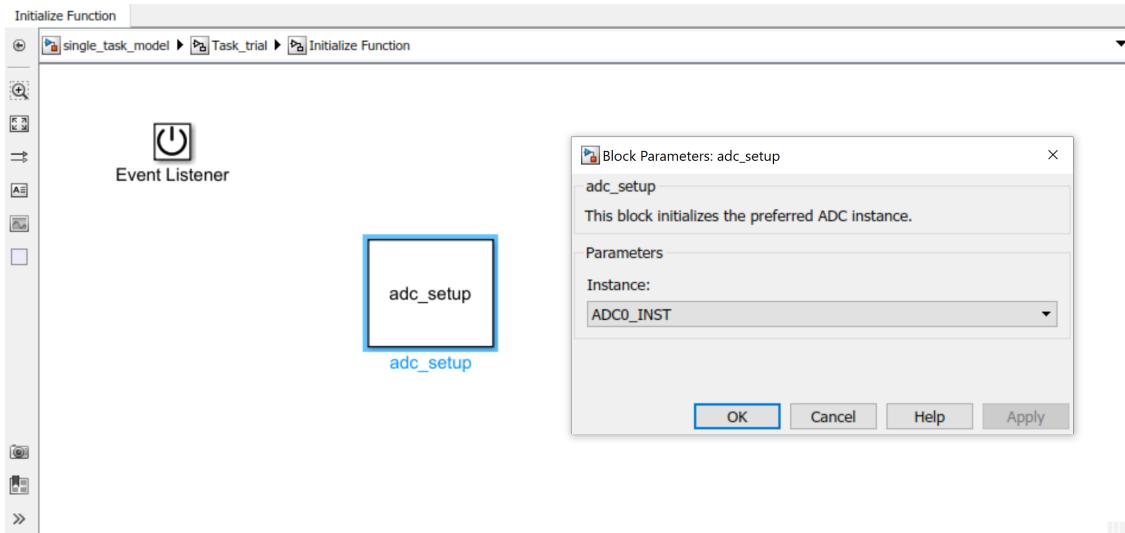 Initialize Function
single_task_model Task_trial Initialize Function
Event Listener
adc_setup
adc_setup
Block Parameters: adc_setup
adc_setup
This block initializes the preferred ADC instance.
Parameters
Instance:
ADC0_INST
OK Cancel Help Apply